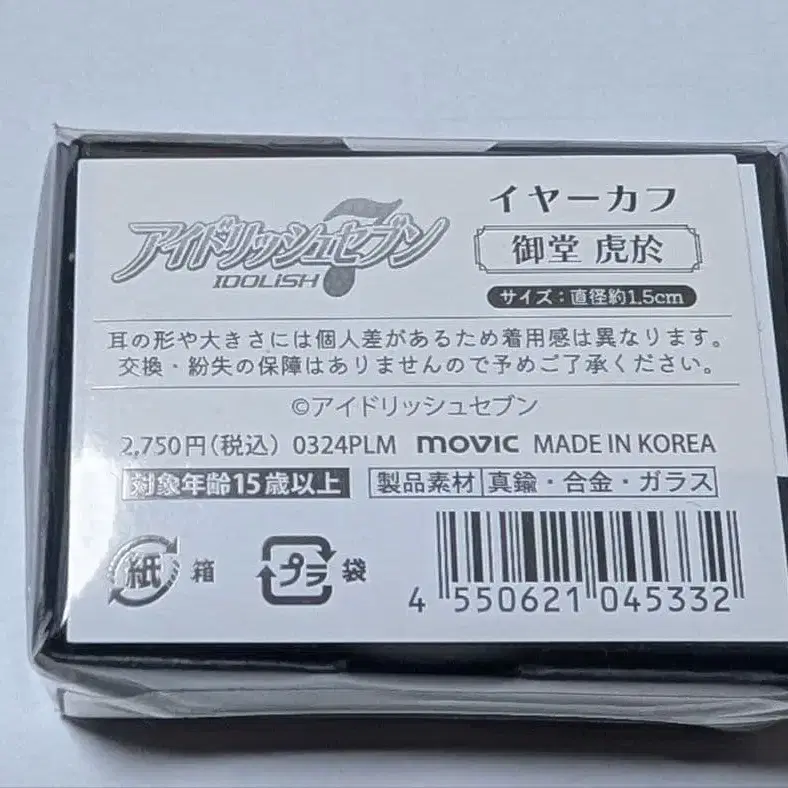 アイドリッシュセブン
7
IDOLiSH
イヤーカフ
御堂 虎於
サイズ：直径約1.5cm
耳の形や大きさには個人差があるため着用感は異なります。
交換・紛失の保障はありませんので予めご了承ください。
©アイドリッシュセブン
2,750円(税込) 0324PLM movic MADE IN KOREA
対象年齢15歳以上 製品素材 真鍮・合金・ガラス
紙 箱 プラ 袋
4 550621 045332